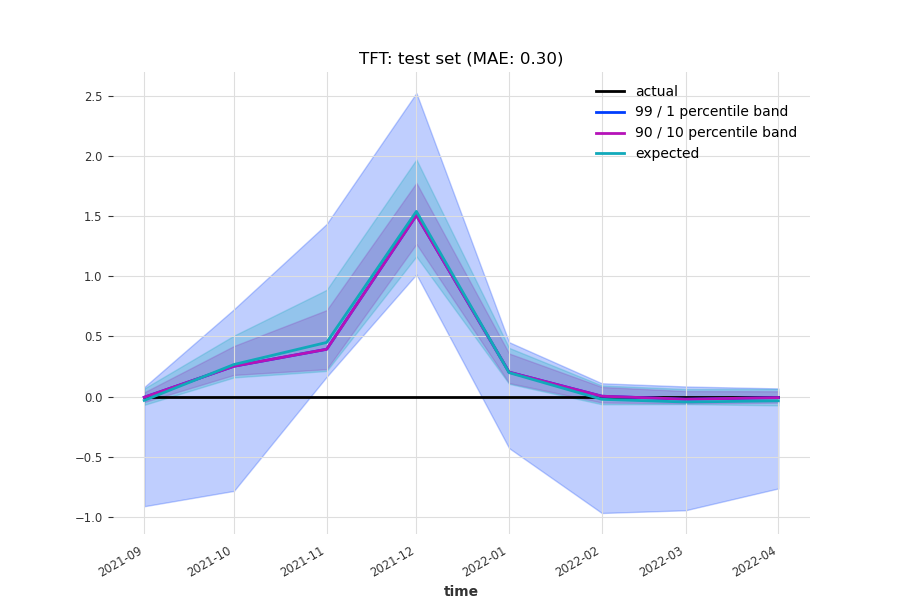 TFT: test set (MAE: 0.30)
actual
99 / 1 percentile band
90 / 10 percentile band
expected
2.5
2.0
1.5
1.0
0.5
0.0
−0.5
−1.0
2021-09
2021-10
2021-11
2021-12
2022-01
2022-02
2022-03
2022-04
time